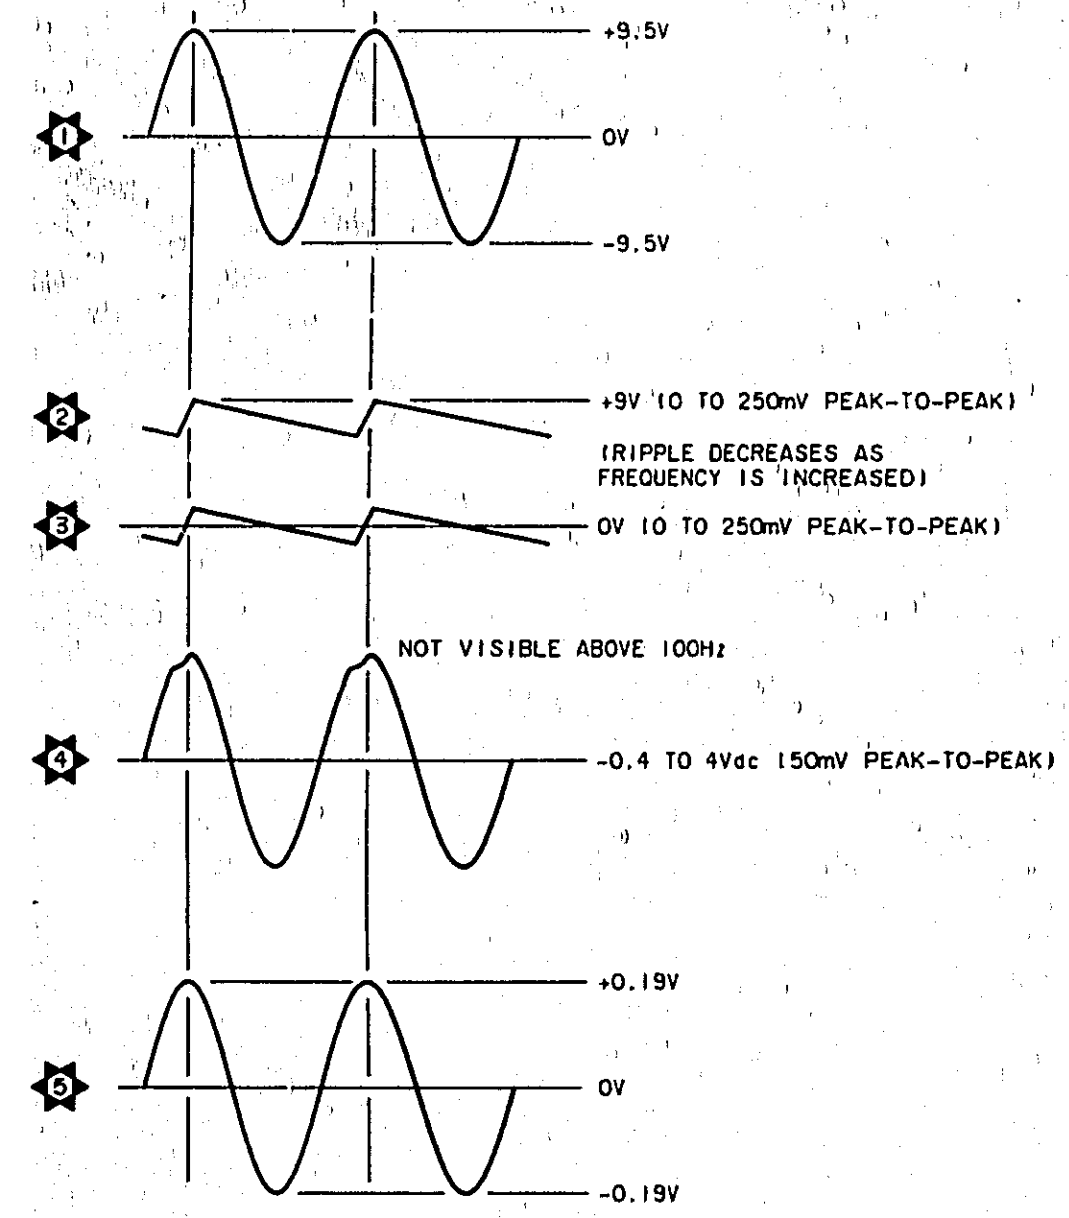 +9.5V
1
0V
-9.5V
2
+9V (0 TO 250mV PEAK-TO-PEAK)
(RIPPLE DECREASES AS
FREQUENCY IS INCREASED)
3
0V (0 TO 250mV PEAK-TO-PEAK)
NOT VISIBLE ABOVE 100Hz
4
-0.4 TO 4Vdc (50mV PEAK-TO-PEAK)
+0.19V
5
0V
-0.19V